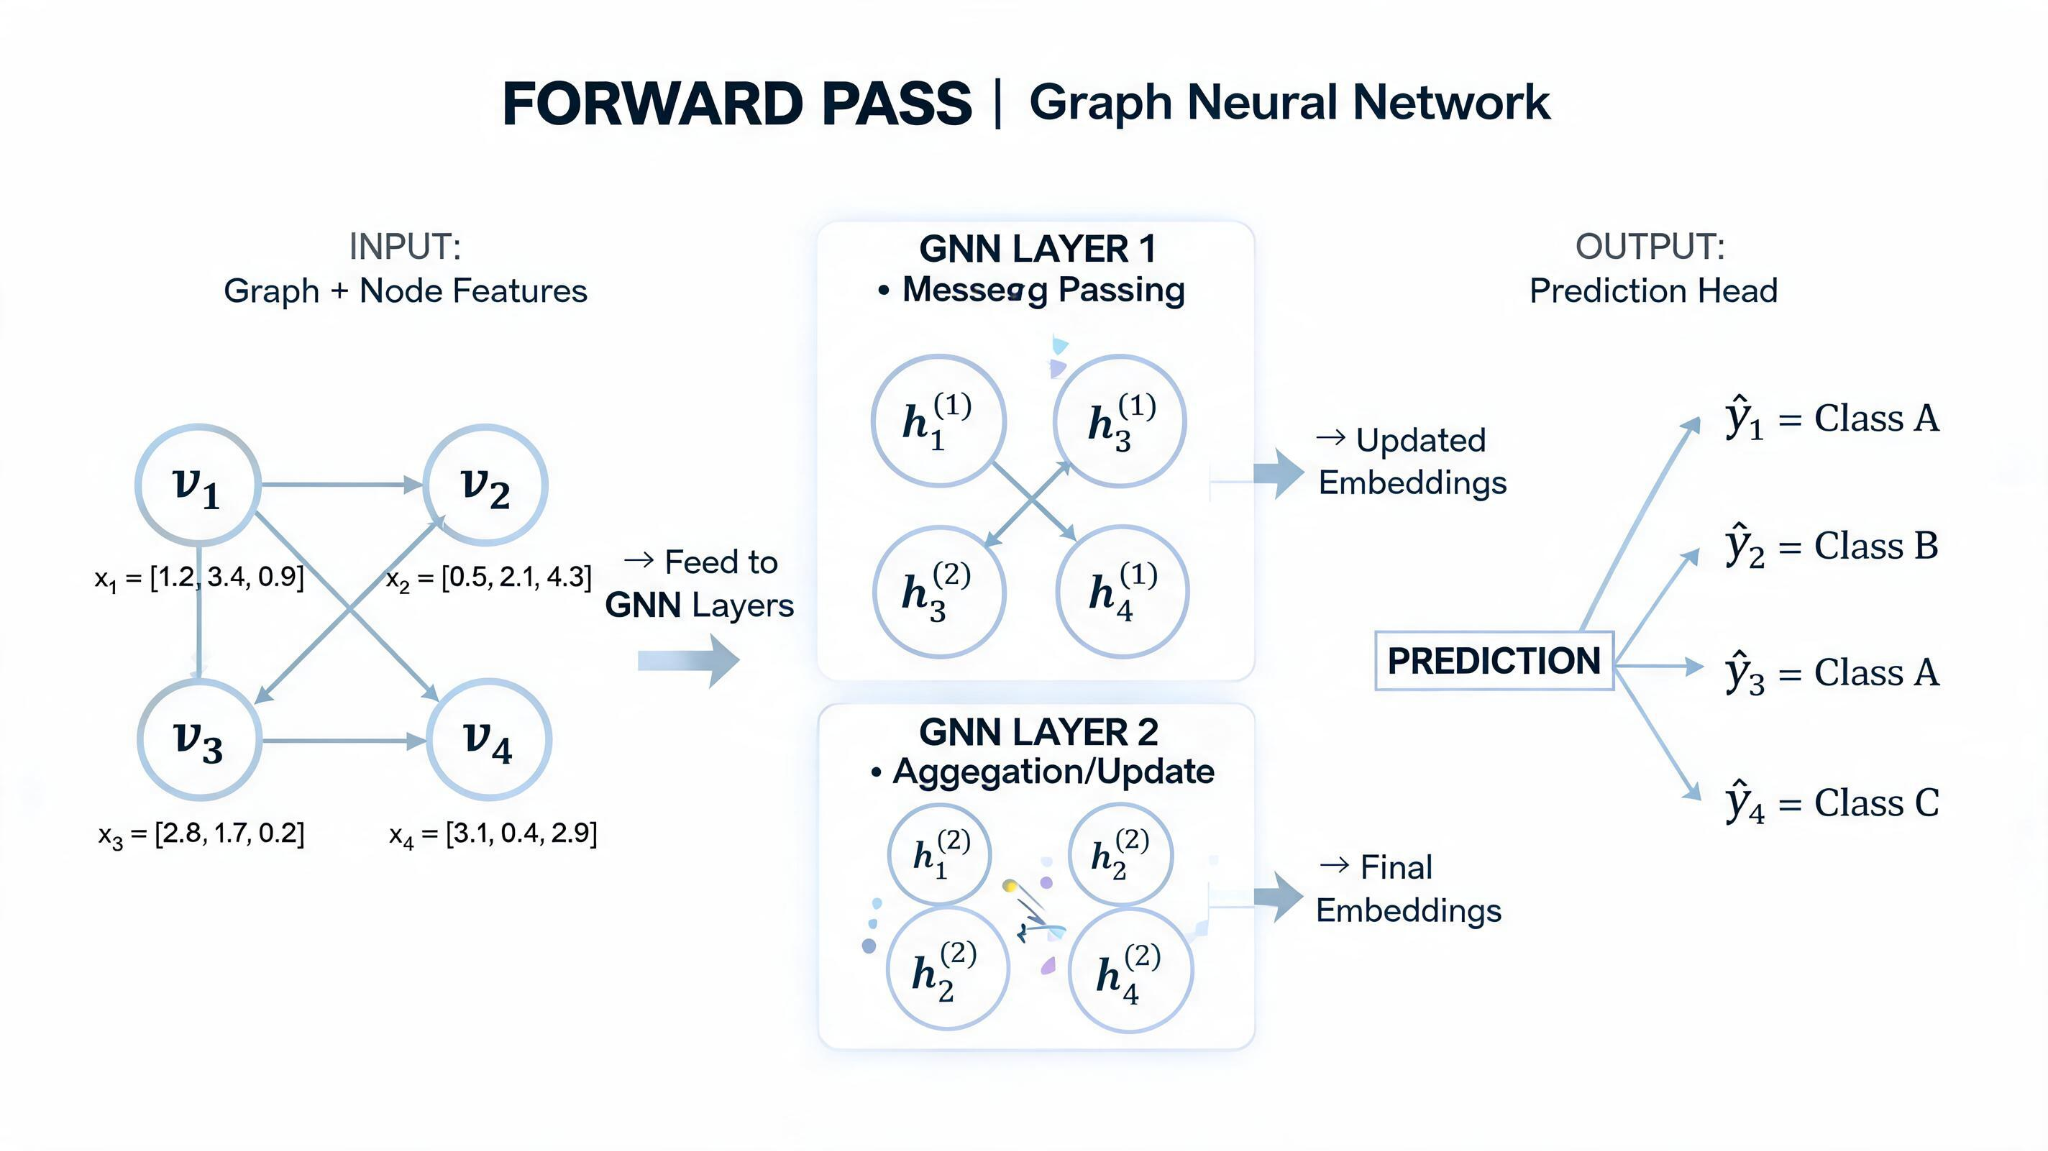 FORWARD PASS | Graph Neural Network
INPUT:
Graph + Node Features
v₁
v₂
x₁ = [1.2, 3.4, 0.9]
x₂ = [0.5, 2.1, 4.3]
v₃
v₄
x₃ = [2.8, 1.7, 0.2]
x₄ = [3.1, 0.4, 2.9]
→ Feed to
GNN Layers
GNN LAYER 1
• Passing
h₁⁽¹⁾
h₃⁽¹⁾
h₃⁽²⁾
h₄⁽¹⁾
→ Updated
Embeddings
GNN LAYER 2
• Aggegation/Update
h₁⁽²⁾
h₂⁽²⁾
h₂⁽²⁾
h₄⁽²⁾
→ Final
Embeddings
OUTPUT:
Prediction Head
PREDICTION
ŷ₁ = Class A
ŷ₂ = Class B
ŷ₃ = Class A
ŷ₄ = Class C